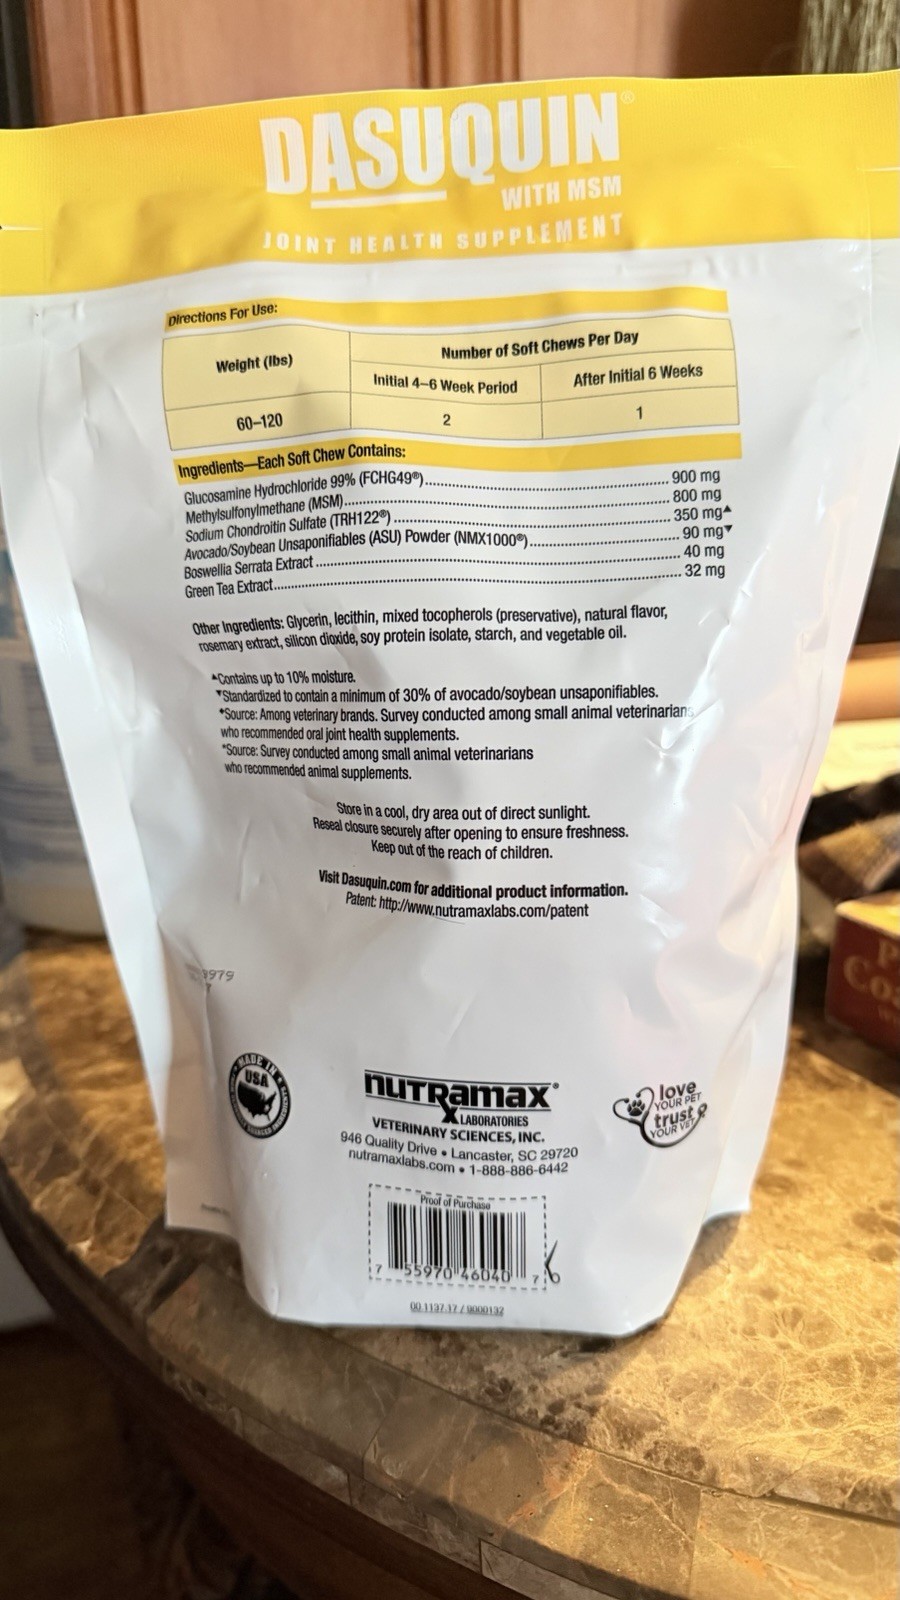 DASUQUIN®
WITH MSM
JOINT HEALTH SUPPLEMENT
Directions For Use:
Weight (lbs)
Number of Soft Chews Per Day
Initial 4–6 Week Period
After Initial 6 Weeks
60–120
2
1
Ingredients—Each Soft Chew Contains:
Glucosamine Hydrochloride 99% (FCHG49®)........ 900 mg
Methylsulfonylmethane (MSM)........ 800 mg
Sodium Chondroitin Sulfate (TRH122®)........ 350 mg▲
Avocado/Soybean Unsaponifiables (ASU) Powder (NMX1000®)........ 90 mg▼
Boswellia Serrata Extract........ 40 mg
Green Tea Extract........ 32 mg
Other Ingredients: Glycerin, lecithin, mixed tocopherols (preservative), natural flavor,
rosemary extract, silicon dioxide, soy protein isolate, starch, and vegetable oil.
▲Contains up to 10% moisture.
▼Standardized to contain a minimum of 30% of avocado/soybean unsaponifiables.
♦Source: Among veterinary brands. Survey conducted among small animal veterinarians
who recommended oral joint health supplements.
*Source: Survey conducted among small animal veterinarians
who recommended animal supplements.
Store in a cool, dry area out of direct sunlight.
Reseal closure securely after opening to ensure freshness.
Keep out of the reach of children.
Visit Dasuquin.com for additional product information.
Patent: http://www.nutramaxlabs.com/patent
3979
7
MADE IN
USA
nutramax®
LABORATORIES
VETERINARY SCIENCES, INC.
946 Quality Drive • Lancaster, SC 29720
nutramaxlabs.com • 1-888-886-6442
love
YOUR PET
trust
YOUR VET
Proof of Purchase
7 55970 46040 7
00.1137.17 / 9000132
P
Co